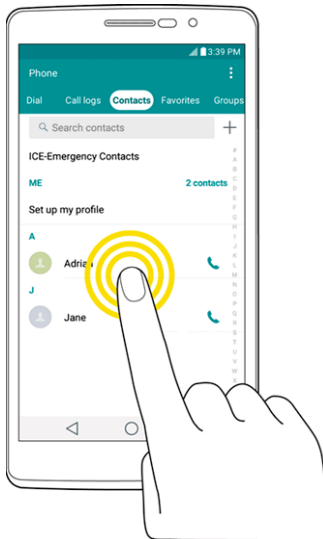 3:39 PM
Phone
Dial Call logs Contacts Favorites Groups
Search contacts
ICE-Emergency Contacts
ME 2 contacts
Set up my profile
A
Adrian
J
Jane
#
A
B
C
D
E
F
G
H
I
J
K
L
M
N
O
P
Q
R
S
T
U
V
W
X